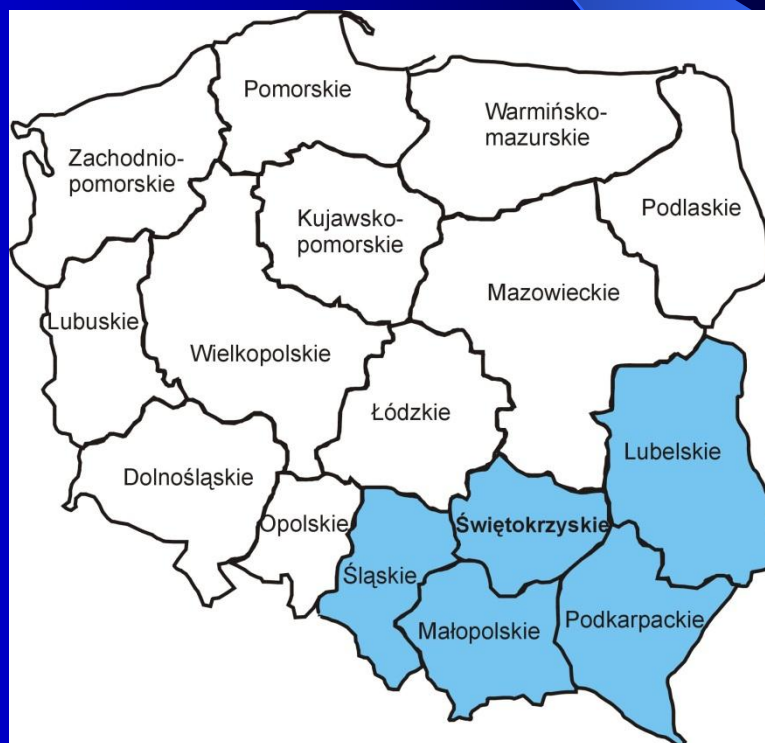 Pomorskie
Warmińsko-
mazurskie
Zachodnio-
pomorskie
Podlaskie
Kujawsko-
pomorskie
Mazowieckie
Lubuskie
Wielkopolskie
Łódzkie
Lubelskie
Dolnośląskie
Opolskie
Świętokrzyskie
Śląskie
Małopolskie
Podkarpackie